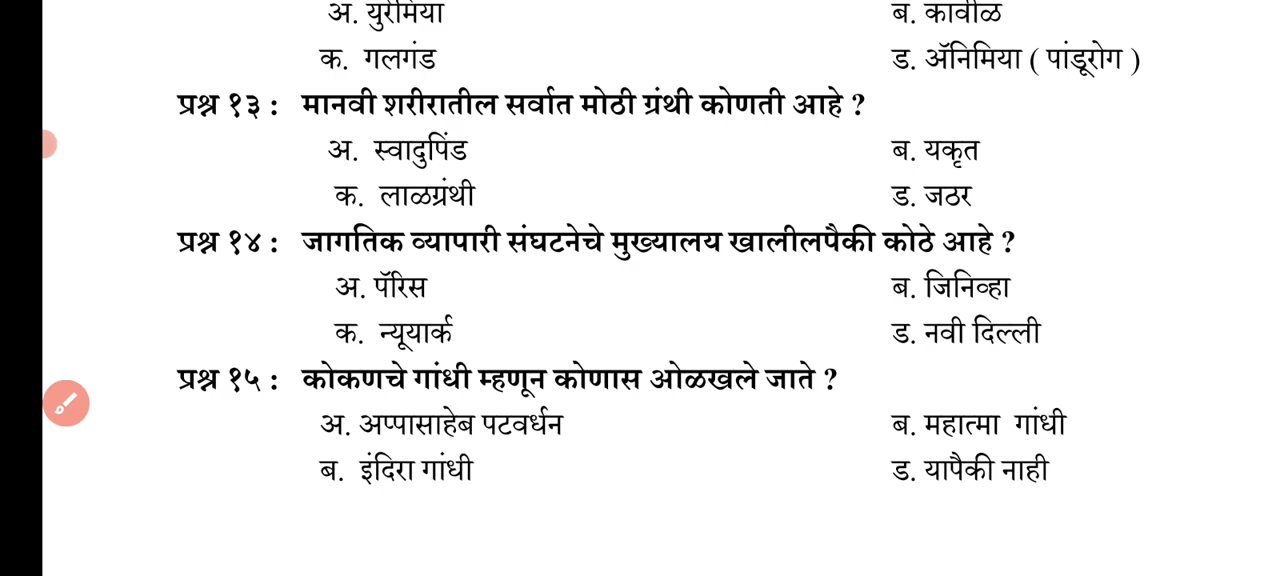 अ. युरेमिया ब. कावीळ
क. गलगंड ड. ॲनिमिया ( पांडूरोग )
प्रश्न १३ : मानवी शरीरातील सर्वात मोठी ग्रंथी कोणती आहे ?
अ. स्वादुपिंड ब. यकृत
क. लाळग्रंथी ड. जठर
प्रश्न १४ : जागतिक व्यापारी संघटनेचे मुख्यालय खालीलपैकी कोठे आहे ?
अ. पॅरिस ब. जिनिव्हा
क. न्यूयार्क ड. नवी दिल्ली
प्रश्न १५ : कोकणचे गांधी म्हणून कोणास ओळखले जाते ?
अ. अप्पासाहेब पटवर्धन ब. महात्मा गांधी
ब. इंदिरा गांधी ड. यापैकी नाही